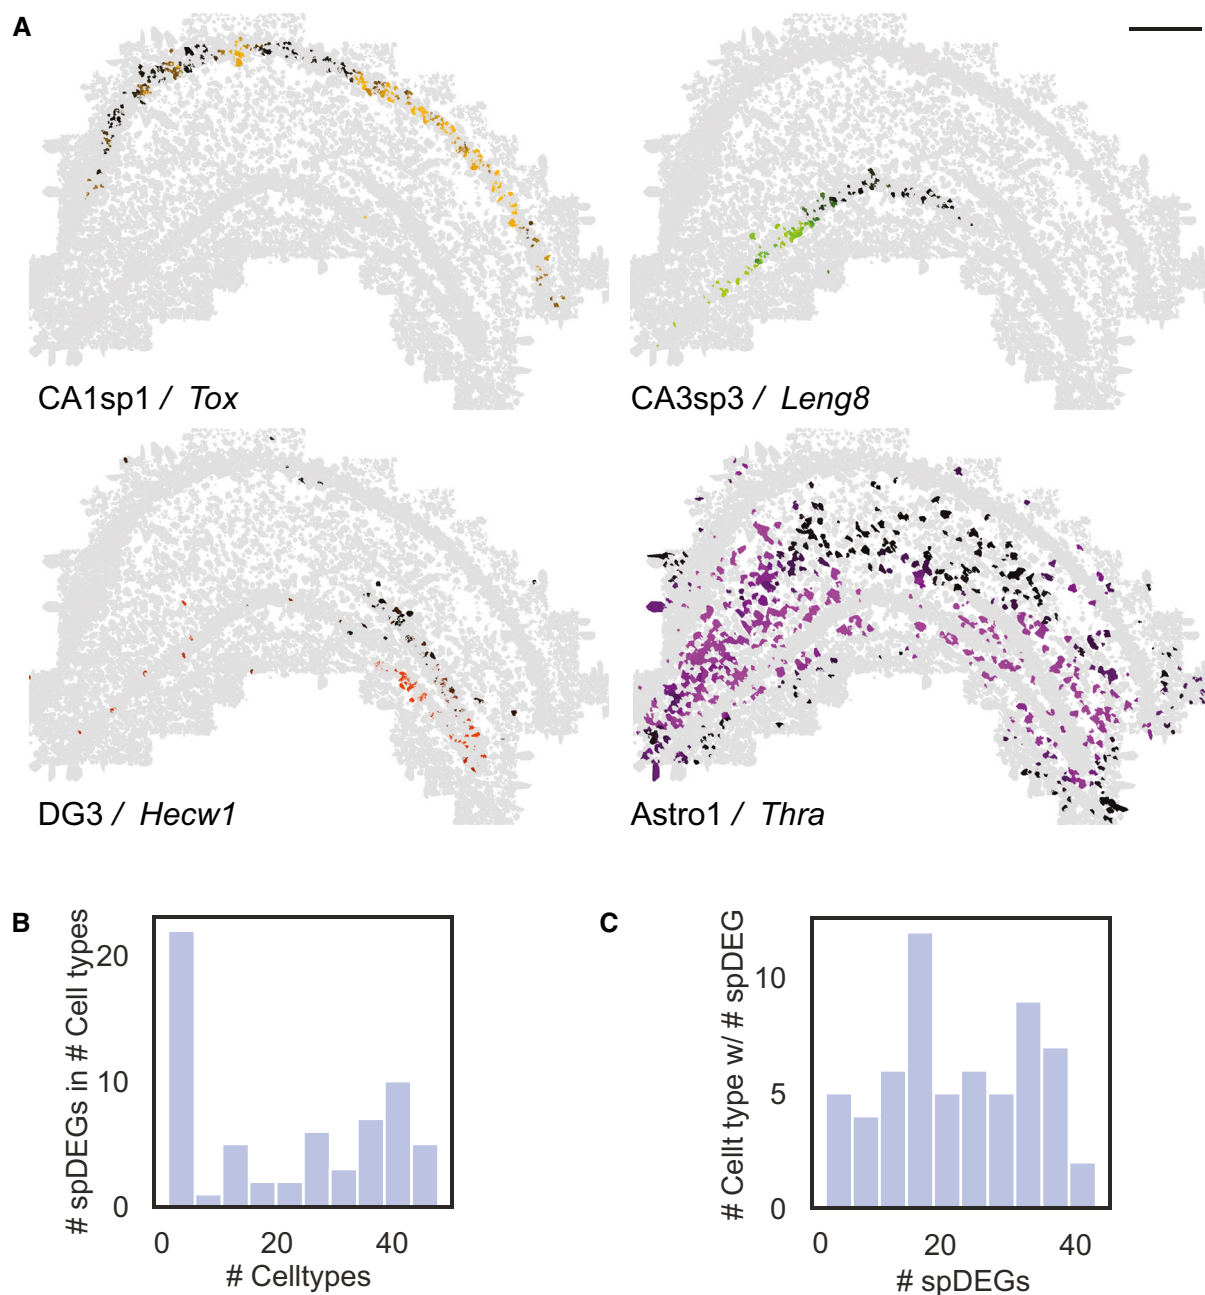 A
CA1sp1 / Tox
CA3sp3 / Leng8
DG3 / Hecw1
Astro1 / Thra
B
# spDEGs in # Cell types
20
10
0
0 20 40
# Celltypes
C
# Cellt type w/ # spDEG
10
5
0
0 20 40
# spDEGs